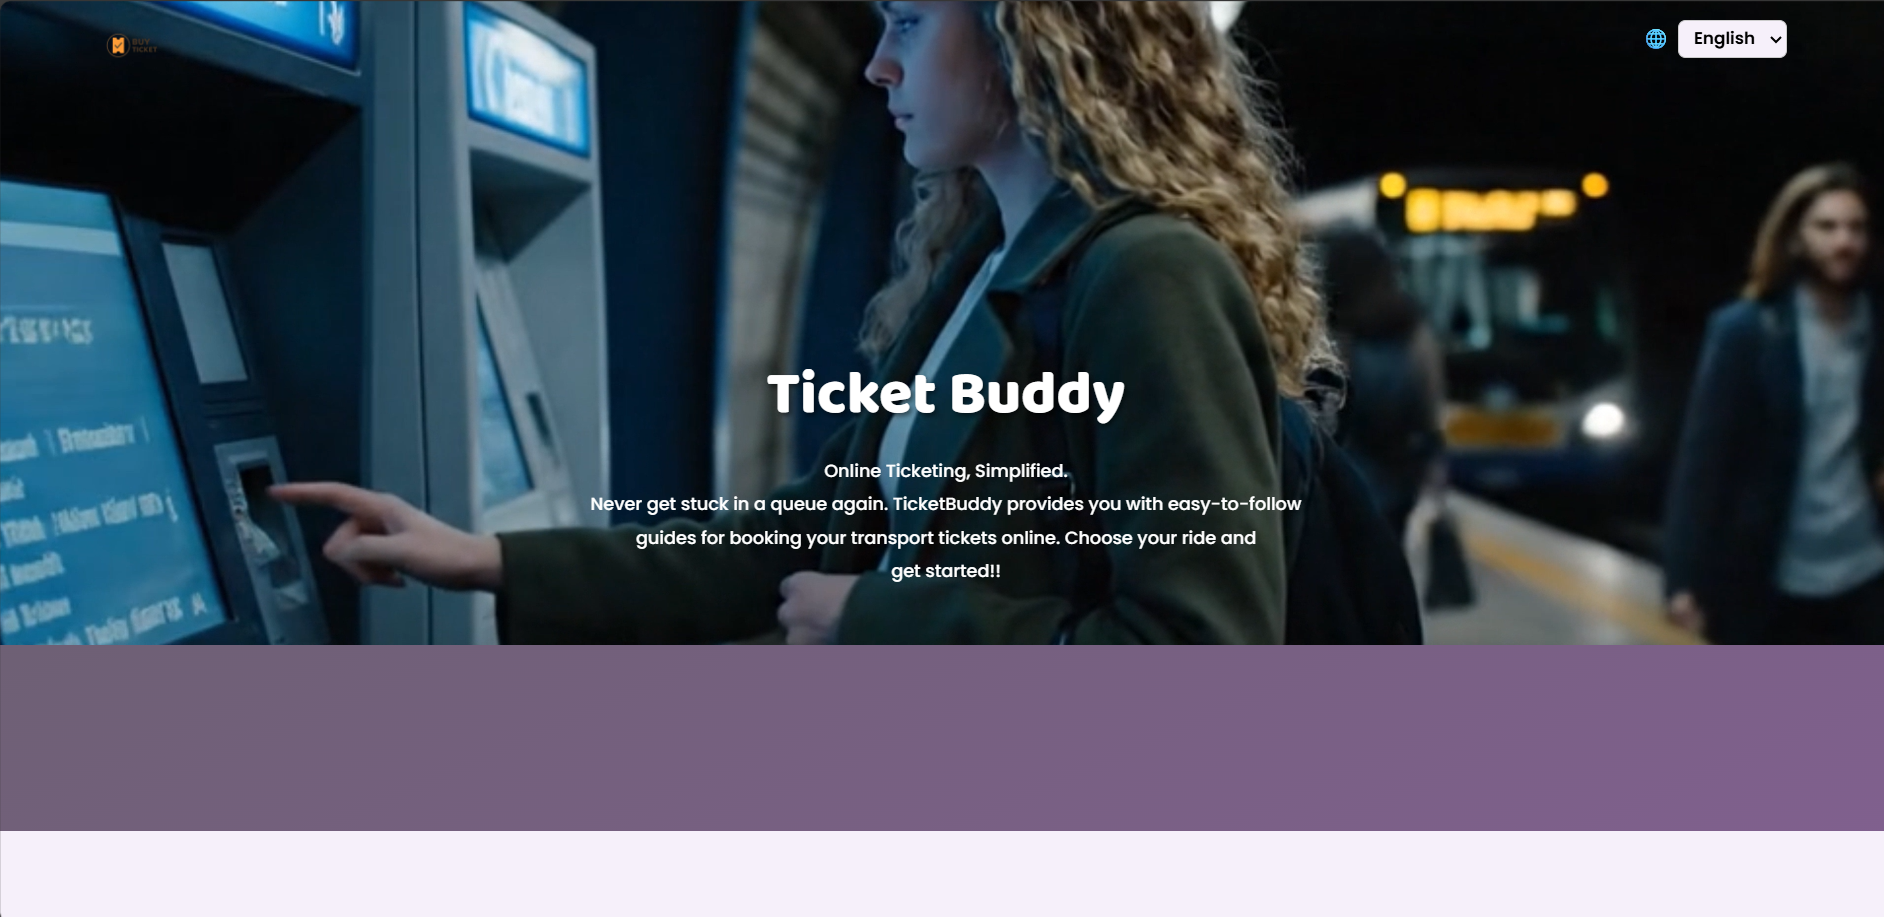 BUY
TICKET
English
Ticket Buddy
Online Ticketing, Simplified.
Never get stuck in a queue again. TicketBuddy provides you with easy-to-follow
guides for booking your transport tickets online. Choose your ride and
get started!!